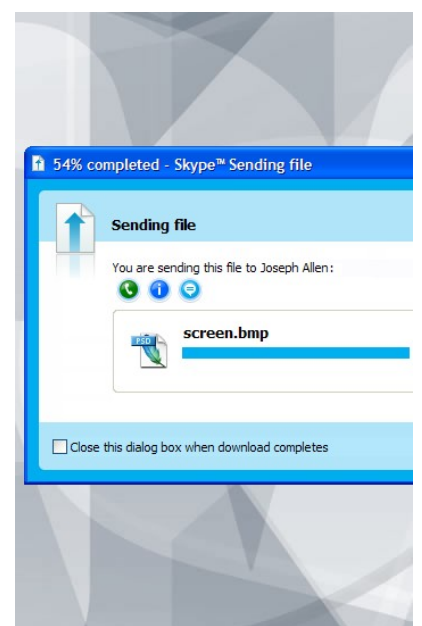 54% completed - Skype™ Sending file
Sending file
You are sending this file to Joseph Allen:
PSD
screen.bmp
Close this dialog box when download completes